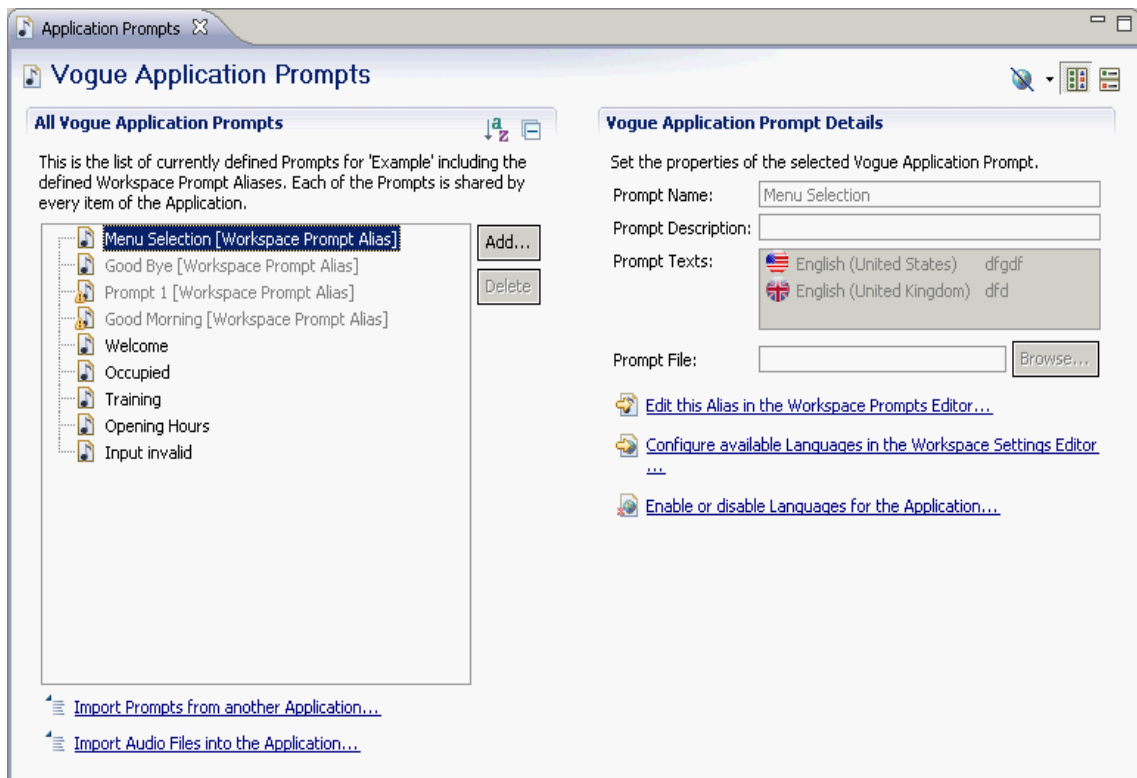 Application Prompts
Vogue Application Prompts
All Vogue Application Prompts
This is the list of currently defined Prompts for 'Example' including the
defined Workspace Prompt Aliases. Each of the Prompts is shared by
every item of the Application.
Menu Selection [Workspace Prompt Alias]
Good Bye [Workspace Prompt Alias]
Prompt 1 [Workspace Prompt Alias]
Good Morning [Workspace Prompt Alias]
Welcome
Occupied
Training
Opening Hours
Input invalid
Add...
Delete
Import Prompts from another Application...
Import Audio Files into the Application...
Vogue Application Prompt Details
Set the properties of the selected Vogue Application Prompt.
Prompt Name: Menu Selection
Prompt Description:
Prompt Texts: English (United States) dfgdf
English (United Kingdom) dfd
Prompt File: Browse...
Edit this Alias in the Workspace Prompts Editor...
Configure available Languages in the Workspace Settings Editor
...
Enable or disable Languages for the Application...